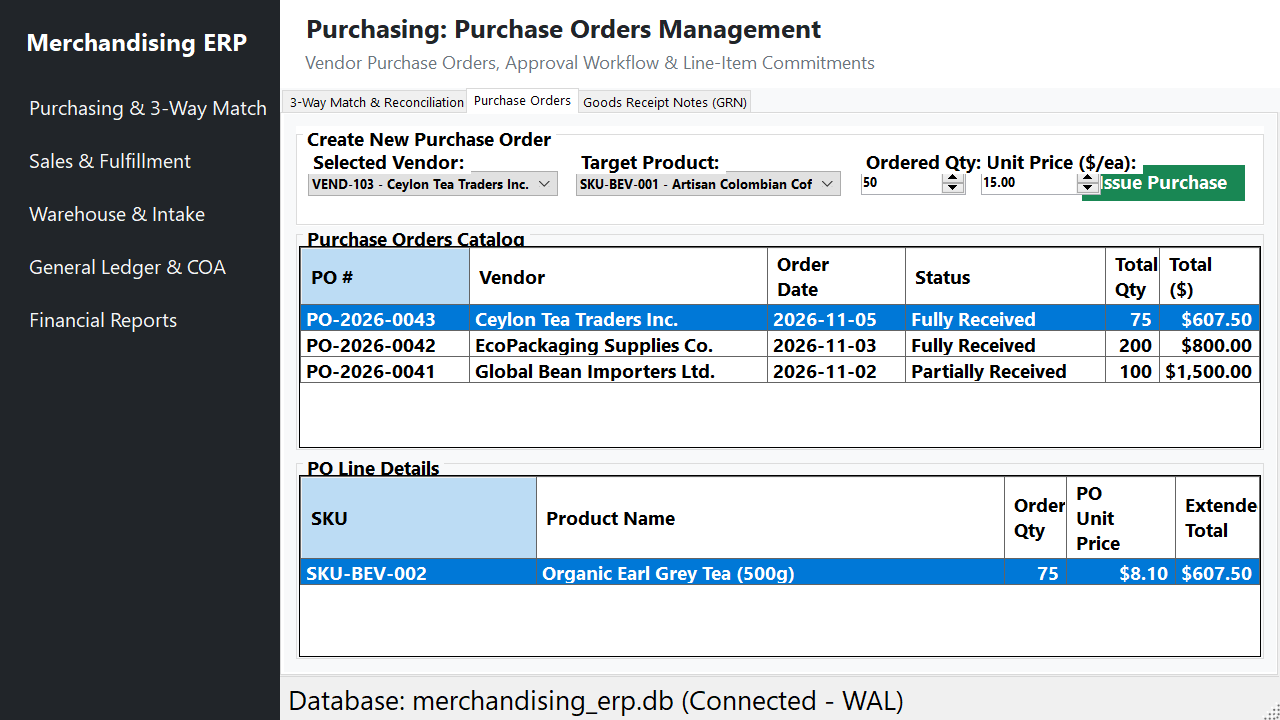 Merchandising ERP
Purchasing & 3-Way Match
Sales & Fulfillment
Warehouse & Intake
General Ledger & COA
Financial Reports
Purchasing: Purchase Orders Management
Vendor Purchase Orders, Approval Workflow & Line-Item Commitments
3-Way Match & Reconciliation Purchase Orders Goods Receipt Notes (GRN)
Create New Purchase Order
Selected Vendor: Target Product: Ordered Qty: Unit Price ($/ea):
VEND-103 - Ceylon Tea Traders Inc. SKU-BEV-001 - Artisan Colombian Cof 50 15.00 ssue Purchase
Purchase Orders Catalog
PO # Vendor Order Date Status Total Qty Total ($)
PO-2026-0043 Ceylon Tea Traders Inc. 2026-11-05 Fully Received 75 $607.50
PO-2026-0042 EcoPackaging Supplies Co. 2026-11-03 Fully Received 200 $800.00
PO-2026-0041 Global Bean Importers Ltd. 2026-11-02 Partially Received 100 $1,500.00
PO Line Details
SKU Product Name Order Qty PO Unit Price Extende Total
SKU-BEV-002 Organic Earl Grey Tea (500g) 75 $8.10 $607.50
Database: merchandising_erp.db (Connected - WAL)